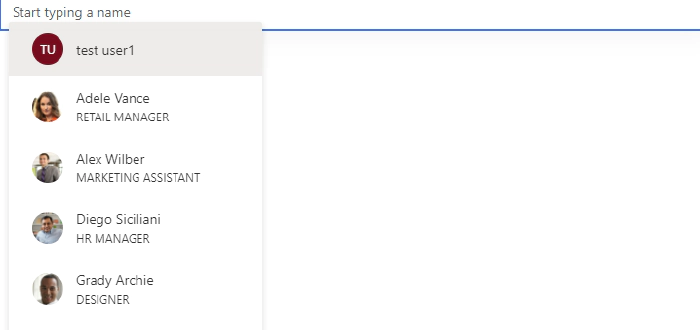 Start typing a name
TU
test user1
Adele Vance
RETAIL MANAGER
Alex Wilber
MARKETING ASSISTANT
Diego Siciliani
HR MANAGER
Grady Archie
DESIGNER